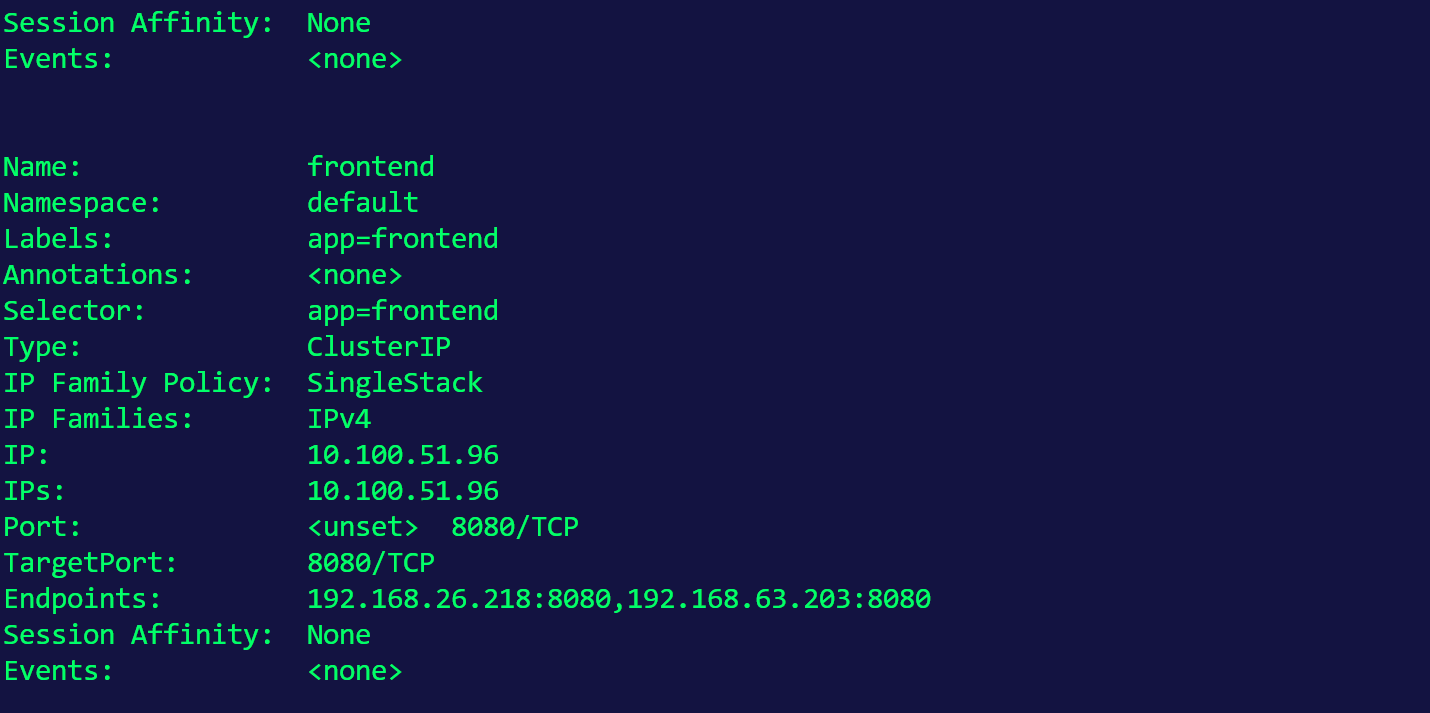 Session Affinity:  None
Events:            <none>
Name:              frontend
Namespace:         default
Labels:            app=frontend
Annotations:       <none>
Selector:          app=frontend
Type:              ClusterIP
IP Family Policy:  SingleStack
IP Families:       IPv4
IP:                10.100.51.96
IPs:               10.100.51.96
Port:              <unset>  8080/TCP
TargetPort:        8080/TCP
Endpoints:         192.168.26.218:8080,192.168.63.203:8080
Session Affinity:  None
Events:            <none>